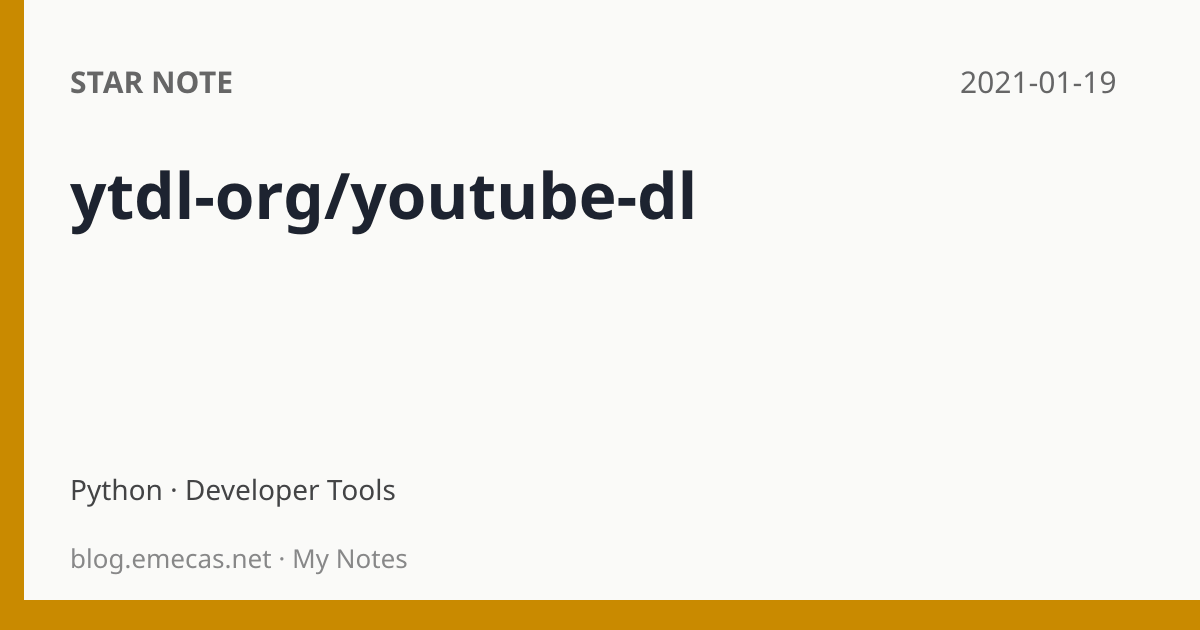 STAR NOTE
2021-01-19
ytdl-org/youtube-dl
Python · Developer Tools
blog.emecas.net · My Notes